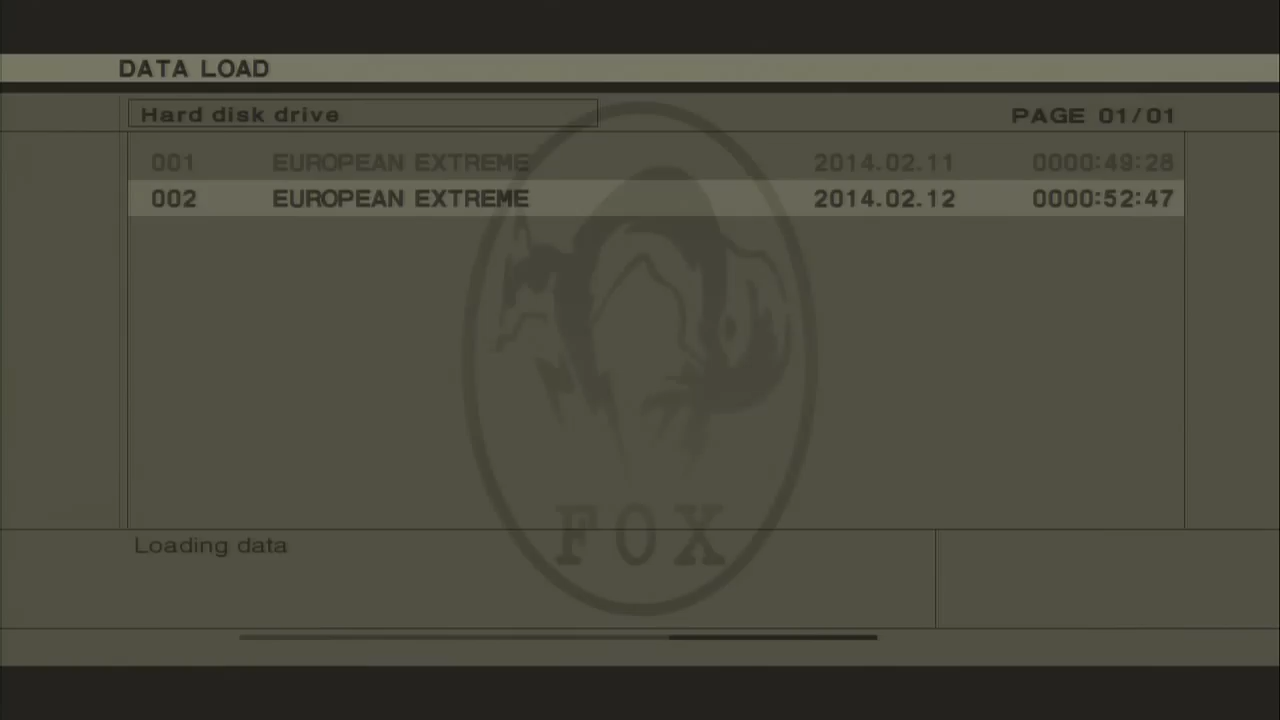 DATA LOAD
Hard disk drive PAGE 01/01
001 EUROPEAN EXTREME 2014.02.11 0000:49:28
002 EUROPEAN EXTREME 2014.02.12 0000:52:47
FOX
Loading data